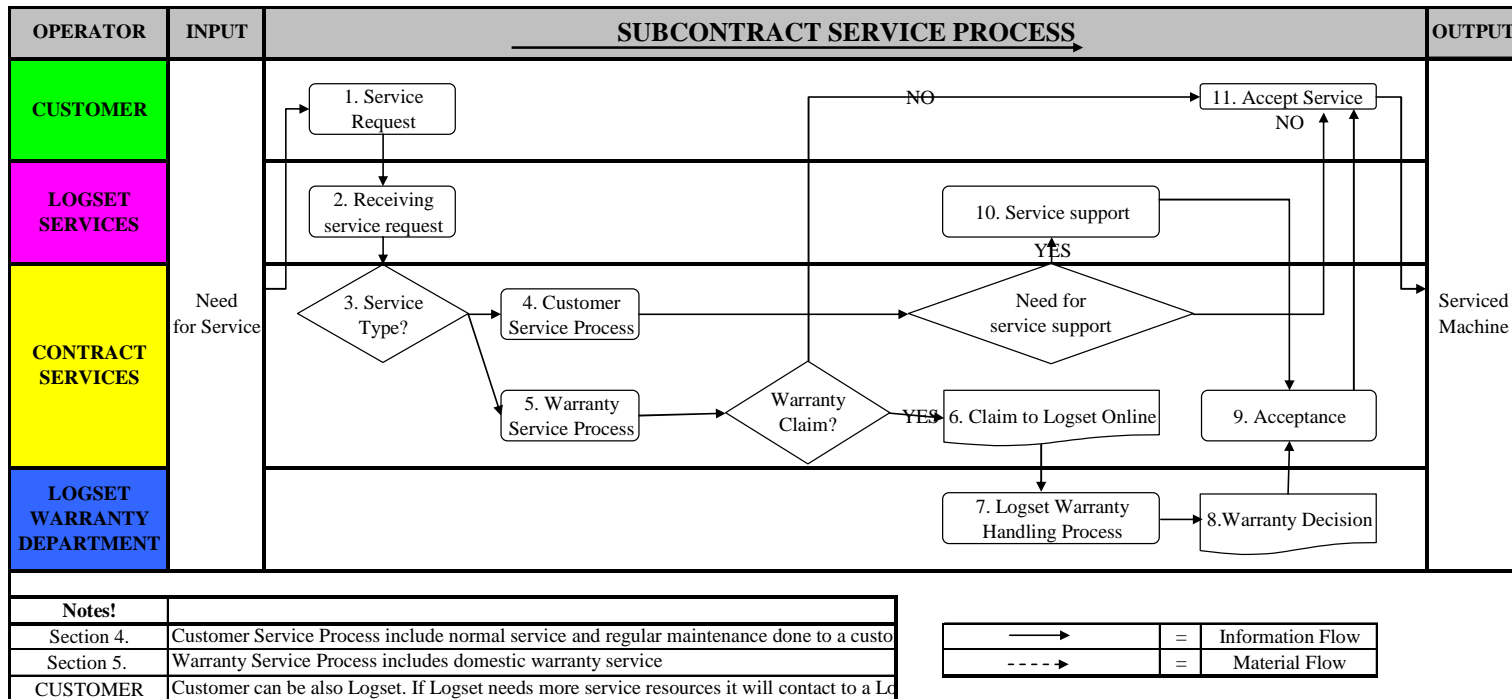 OPERATOR
INPUT
SUBCONTRACT SERVICE PROCESS
OUTPUT
CUSTOMER
1. Service
Request
NO
11. Accept Service
NO
LOGSET
SERVICES
2. Receiving
service request
10. Service support
YES
Need
for Service
CONTRACT
SERVICES
3. Service
Type?
4. Customer
Service Process
Need for
service support
Serviced
Machine
5. Warranty
Service Process
Warranty
Claim?
YES
6. Claim to Logset Online
9. Acceptance
LOGSET
WARRANTY
DEPARTMENT
7. Logset Warranty
Handling Process
8.Warranty Decision
Notes!
Section 4.
Customer Service Process include normal service and regular maintenance done to a custo
Section 5.
Warranty Service Process includes domestic warranty service
CUSTOMER
Customer can be also Logset. If Logset needs more service resources it will contact to a Lo
= Information Flow
= Material Flow